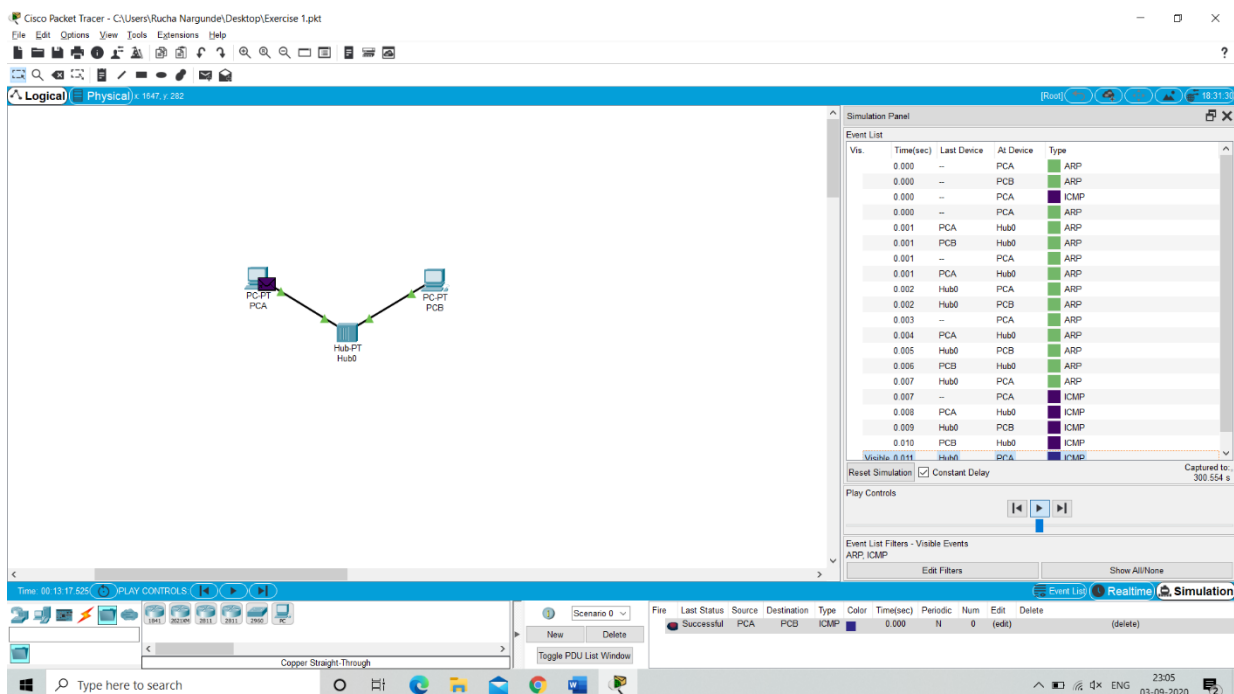 Cisco Packet Tracer - C:\Users\Rucha Nargunde\Desktop\Exercise 1.pkt
File Edit Options View Tools Extensions Help
?
Logical Physical x: 1647, y: 282 [Root] 18:31:30
Simulation Panel
Event List
Vis. Time(sec) Last Device At Device Type
0.000 -- PCA ARP
0.000 -- PCB ARP
0.000 -- PCA ICMP
0.000 -- PCA ARP
0.001 PCA Hub0 ARP
0.001 PCB Hub0 ARP
0.001 -- PCA ARP
0.001 PCA Hub0 ARP
0.002 Hub0 PCA ARP
0.002 Hub0 PCB ARP
0.003 -- PCA ARP
0.004 PCA Hub0 ARP
0.005 Hub0 PCB ARP
0.006 PCB Hub0 ARP
0.007 Hub0 PCA ARP
0.007 -- PCA ICMP
0.008 PCA Hub0 ICMP
0.009 Hub0 PCB ICMP
0.010 PCB Hub0 ICMP
Visible 0.011 Hub0 PCA ICMP
PC-PT
PCA
PC-PT
PCB
Hub-PT
Hub0
Reset Simulation Constant Delay Captured to:
300.554 s
Play Controls
Event List Filters - Visible Events
ARP, ICMP
Edit Filters Show All/None
Time: 00:13:17.525 PLAY CONTROLS: Event List Realtime Simulation
1941 2811 2911 2960 PC
Copper Straight-Through
Scenario 0
New Delete
Toggle PDU List Window
Fire Last Status Source Destination Type Color Time(sec) Periodic Num Edit Delete
Successful PCA PCB ICMP 0.000 N 0 (edit) (delete)
Type here to search
ENG 23:05
03-09-2020